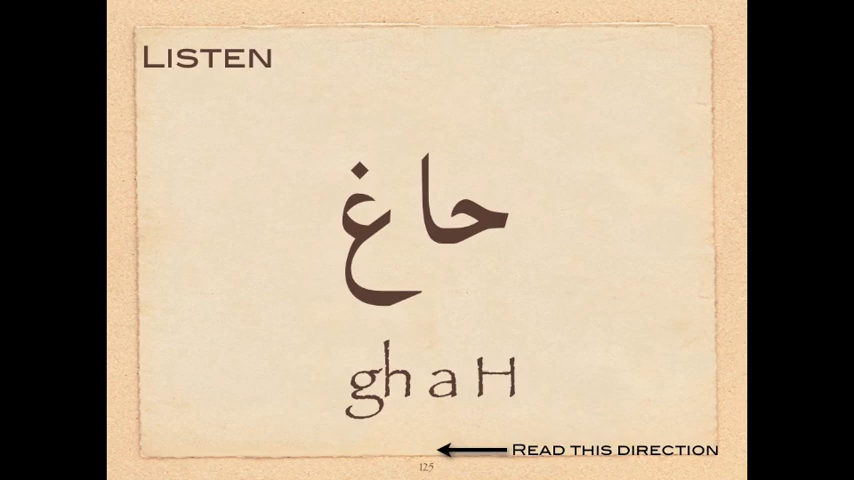 LISTEN
حاغ
gh a H
READ THIS DIRECTION
125